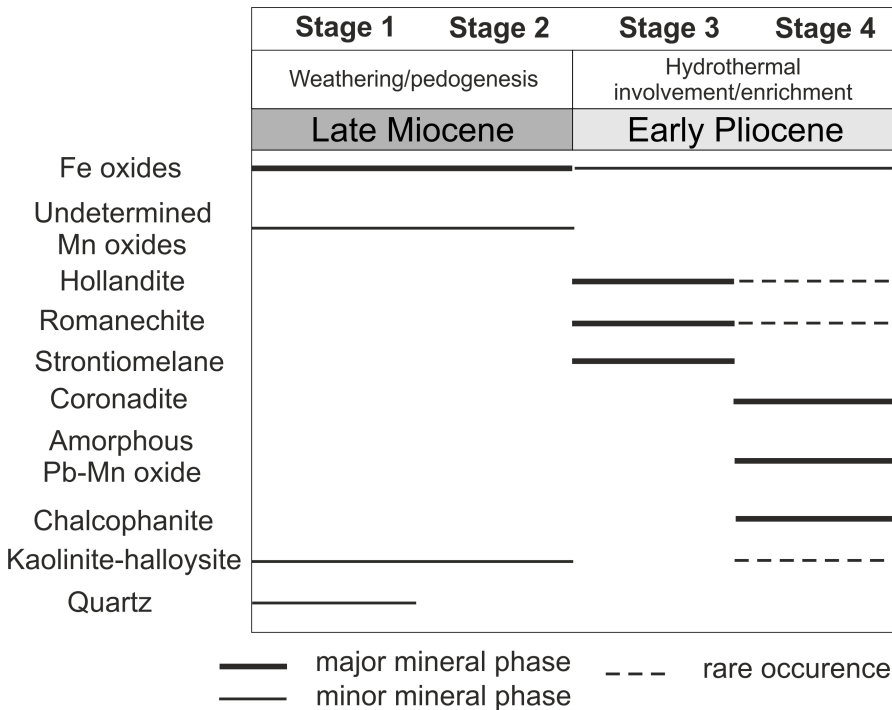 Stage 1 Stage 2 Stage 3 Stage 4
Weathering/pedogenesis
Hydrothermal
involvement/enrichment
Late Miocene Early Pliocene
Fe oxides
Undetermined
Mn oxides
Hollandite
Romanechite
Strontiomelane
Coronadite
Amorphous
Pb-Mn oxide
Chalcophanite
Kaolinite-halloysite
Quartz
major mineral phase
rare occurence
minor mineral phase